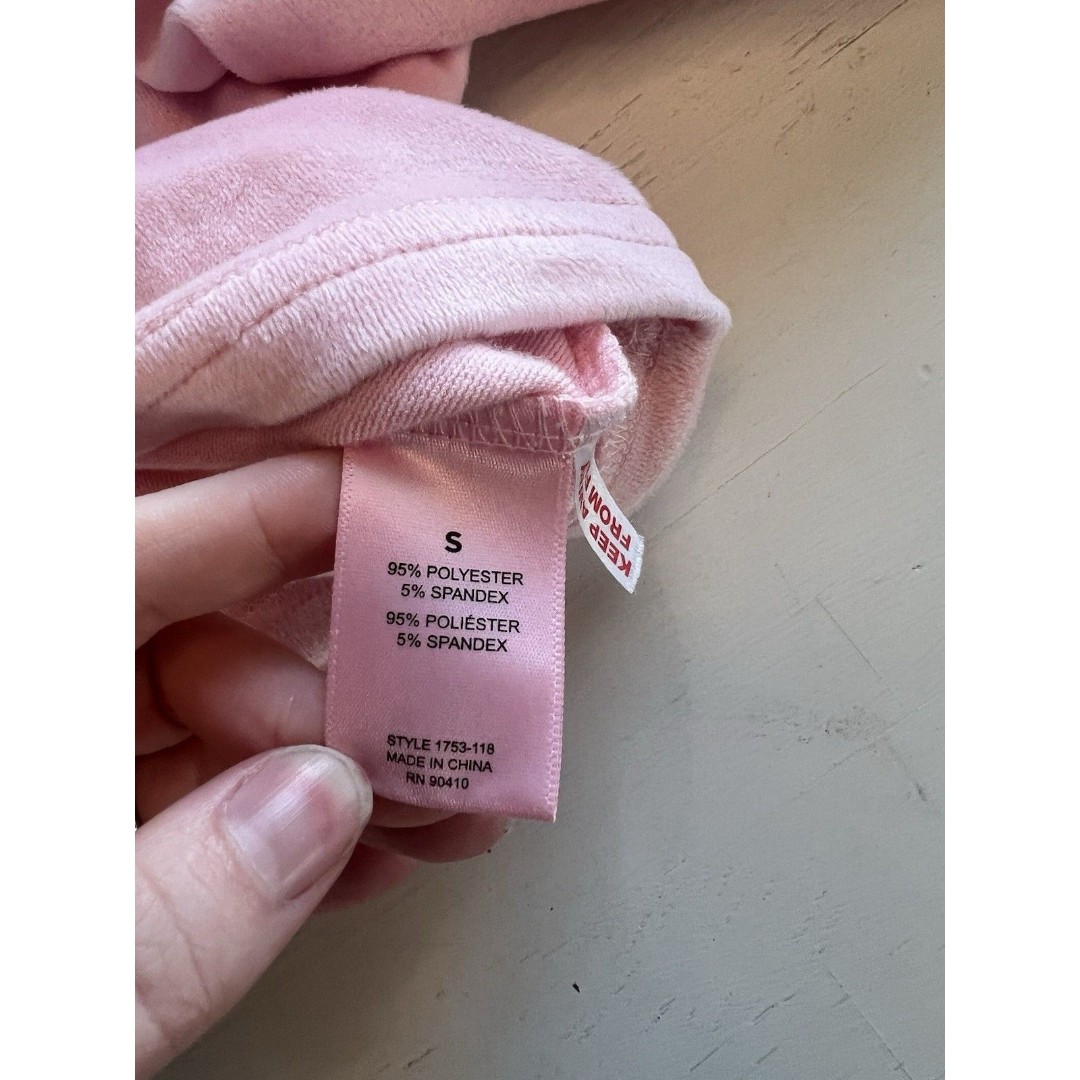 S
95% POLYESTER
5% SPANDEX
95% POLIÉSTER
5% SPANDEX
STYLE 1753-118
MADE IN CHINA
RN 90410
KEEP
FROM